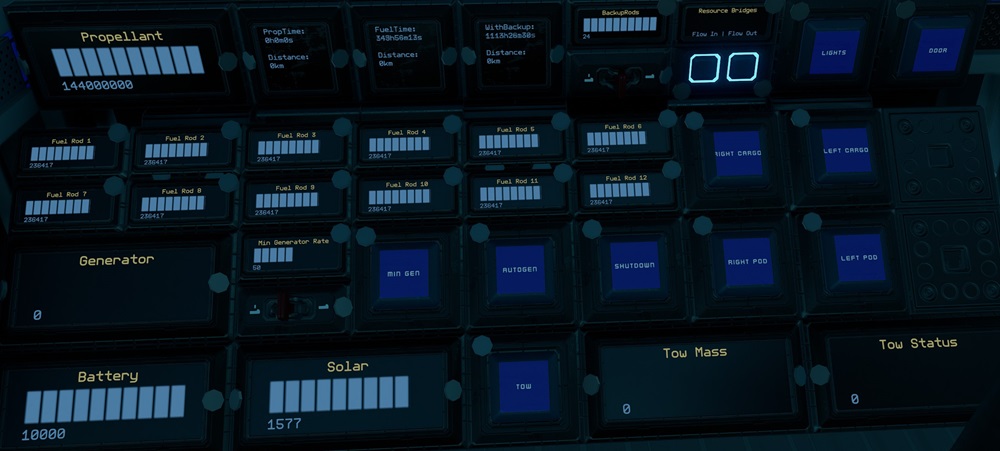 Propellant
144000000
PropTime:
0h0m0s
Distance:
0km
FuelTime:
349h56m13s
Distance:
0km
WithBackup:
1113h26m38s
Distance:
0km
BackupRods
24
Resource Bridges
Flow In | Flow Out
LIGHTS
DOOR
Fuel Rod 1
236417
Fuel Rod 2
236417
Fuel Rod 3
236417
Fuel Rod 4
236417
Fuel Rod 5
236417
Fuel Rod 6
236417
RIGHT CARGO
LEFT CARGO
Fuel Rod 7
236417
Fuel Rod 8
236417
Fuel Rod 9
236417
Fuel Rod 10
236417
Fuel Rod 11
236417
Fuel Rod 12
236417
Generator
0
Min Generator Rate
60
MIN GEN
AUTOGEN
SHUTDOWN
RIGHT POD
LEFT POD
Battery
10000
Solar
1577
TOW
Tow Mass
0
Tow Status
0